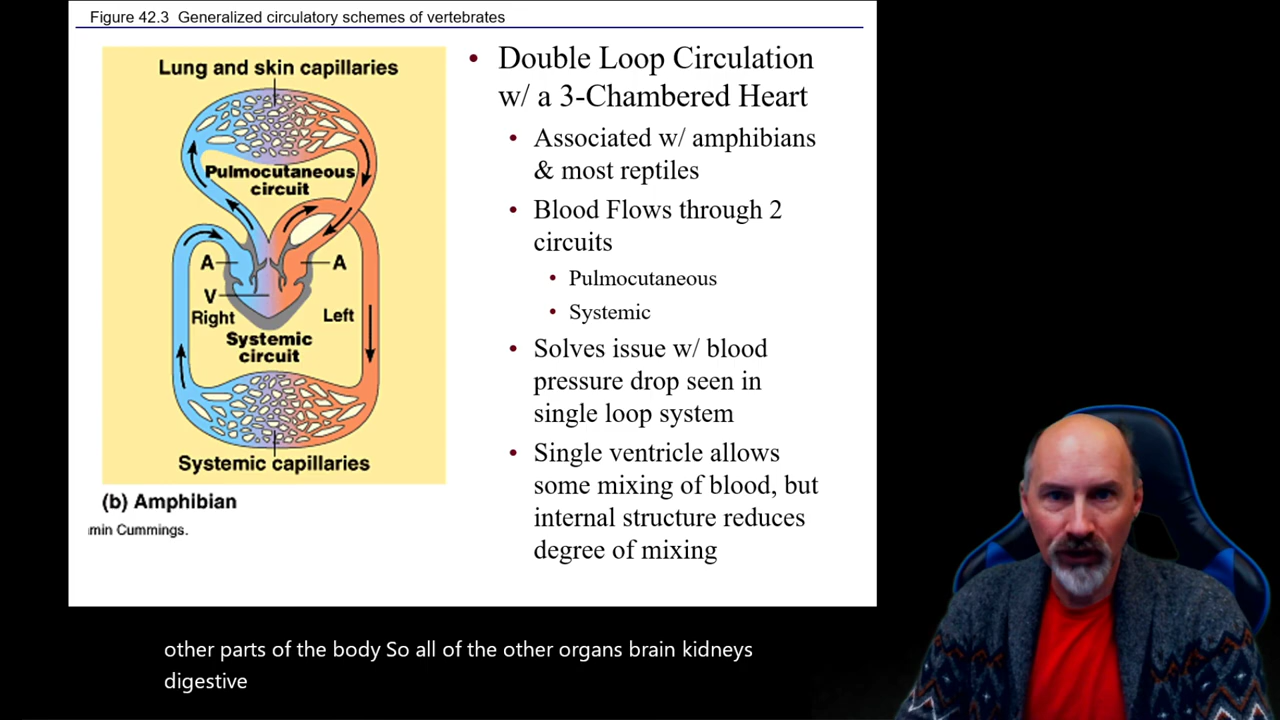 Figure 42.3 Generalized circulatory schemes of vertebrates
Lung and skin capillaries
Pulmocutaneous
circuit
A
A
V
Right
Left
Systemic
circuit
Systemic capillaries
(b) Amphibian
min Cummings.
• Double Loop Circulation
w/ a 3-Chambered Heart
• Associated w/ amphibians
& most reptiles
• Blood Flows through 2
circuits
• Pulmocutaneous
• Systemic
• Solves issue w/ blood
pressure drop seen in
single loop system
• Single ventricle allows
some mixing of blood, but
internal structure reduces
degree of mixing
other parts of the body So all of the other organs brain kidneys
digestive